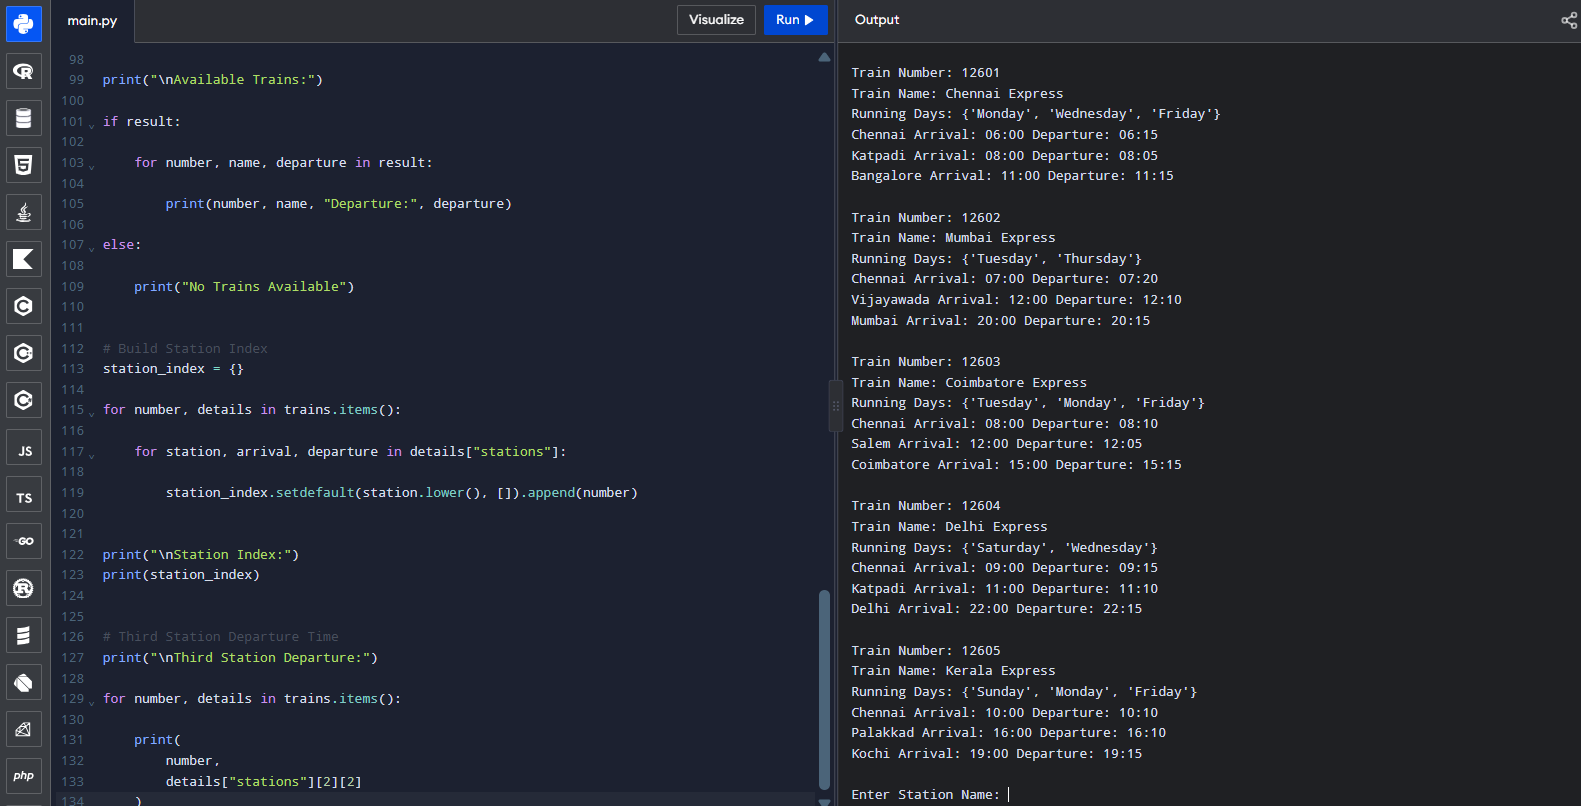 main.py
Visualize
Run
Output
JS
TS
GO
php
98
99 print("\nAvailable Trains:")
100
101 if result:
102
103 for number, name, departure in result:
104
105 print(number, name, "Departure:", departure)
106
107 else:
108
109 print("No Trains Available")
110
111
112 # Build Station Index
113 station_index = {}
114
115 for number, details in trains.items():
116
117 for station, arrival, departure in details["stations"]:
118
119 station_index.setdefault(station.lower(), []).append(number)
120
121
122 print("\nStation Index:")
123 print(station_index)
124
125
126 # Third Station Departure Time
127 print("\nThird Station Departure:")
128
129 for number, details in trains.items():
130
131 print(
132 number,
133 details["stations"][2][2]
134 )
Train Number: 12601
Train Name: Chennai Express
Running Days: {'Monday', 'Wednesday', 'Friday'}
Chennai Arrival: 06:00 Departure: 06:15
Katpadi Arrival: 08:00 Departure: 08:05
Bangalore Arrival: 11:00 Departure: 11:15
Train Number: 12602
Train Name: Mumbai Express
Running Days: {'Tuesday', 'Thursday'}
Chennai Arrival: 07:00 Departure: 07:20
Vijayawada Arrival: 12:00 Departure: 12:10
Mumbai Arrival: 20:00 Departure: 20:15
Train Number: 12603
Train Name: Coimbatore Express
Running Days: {'Tuesday', 'Monday', 'Friday'}
Chennai Arrival: 08:00 Departure: 08:10
Salem Arrival: 12:00 Departure: 12:05
Coimbatore Arrival: 15:00 Departure: 15:15
Train Number: 12604
Train Name: Delhi Express
Running Days: {'Saturday', 'Wednesday'}
Chennai Arrival: 09:00 Departure: 09:15
Katpadi Arrival: 11:00 Departure: 11:10
Delhi Arrival: 22:00 Departure: 22:15
Train Number: 12605
Train Name: Kerala Express
Running Days: {'Sunday', 'Monday', 'Friday'}
Chennai Arrival: 10:00 Departure: 10:10
Palakkad Arrival: 16:00 Departure: 16:10
Kochi Arrival: 19:00 Departure: 19:15
Enter Station Name: